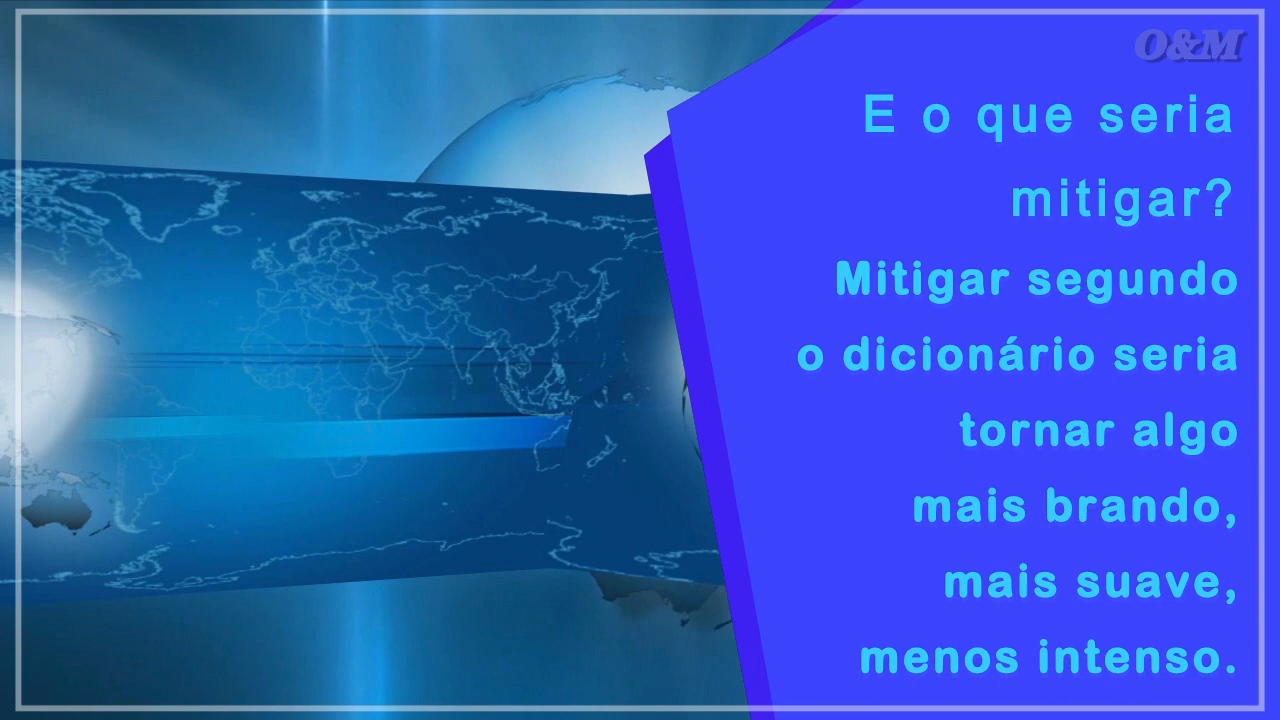 O&M
E o que seria
mitigar?
Mitigar segundo
o dicionário seria
tornar algo
mais brando,
mais suave,
menos intenso.